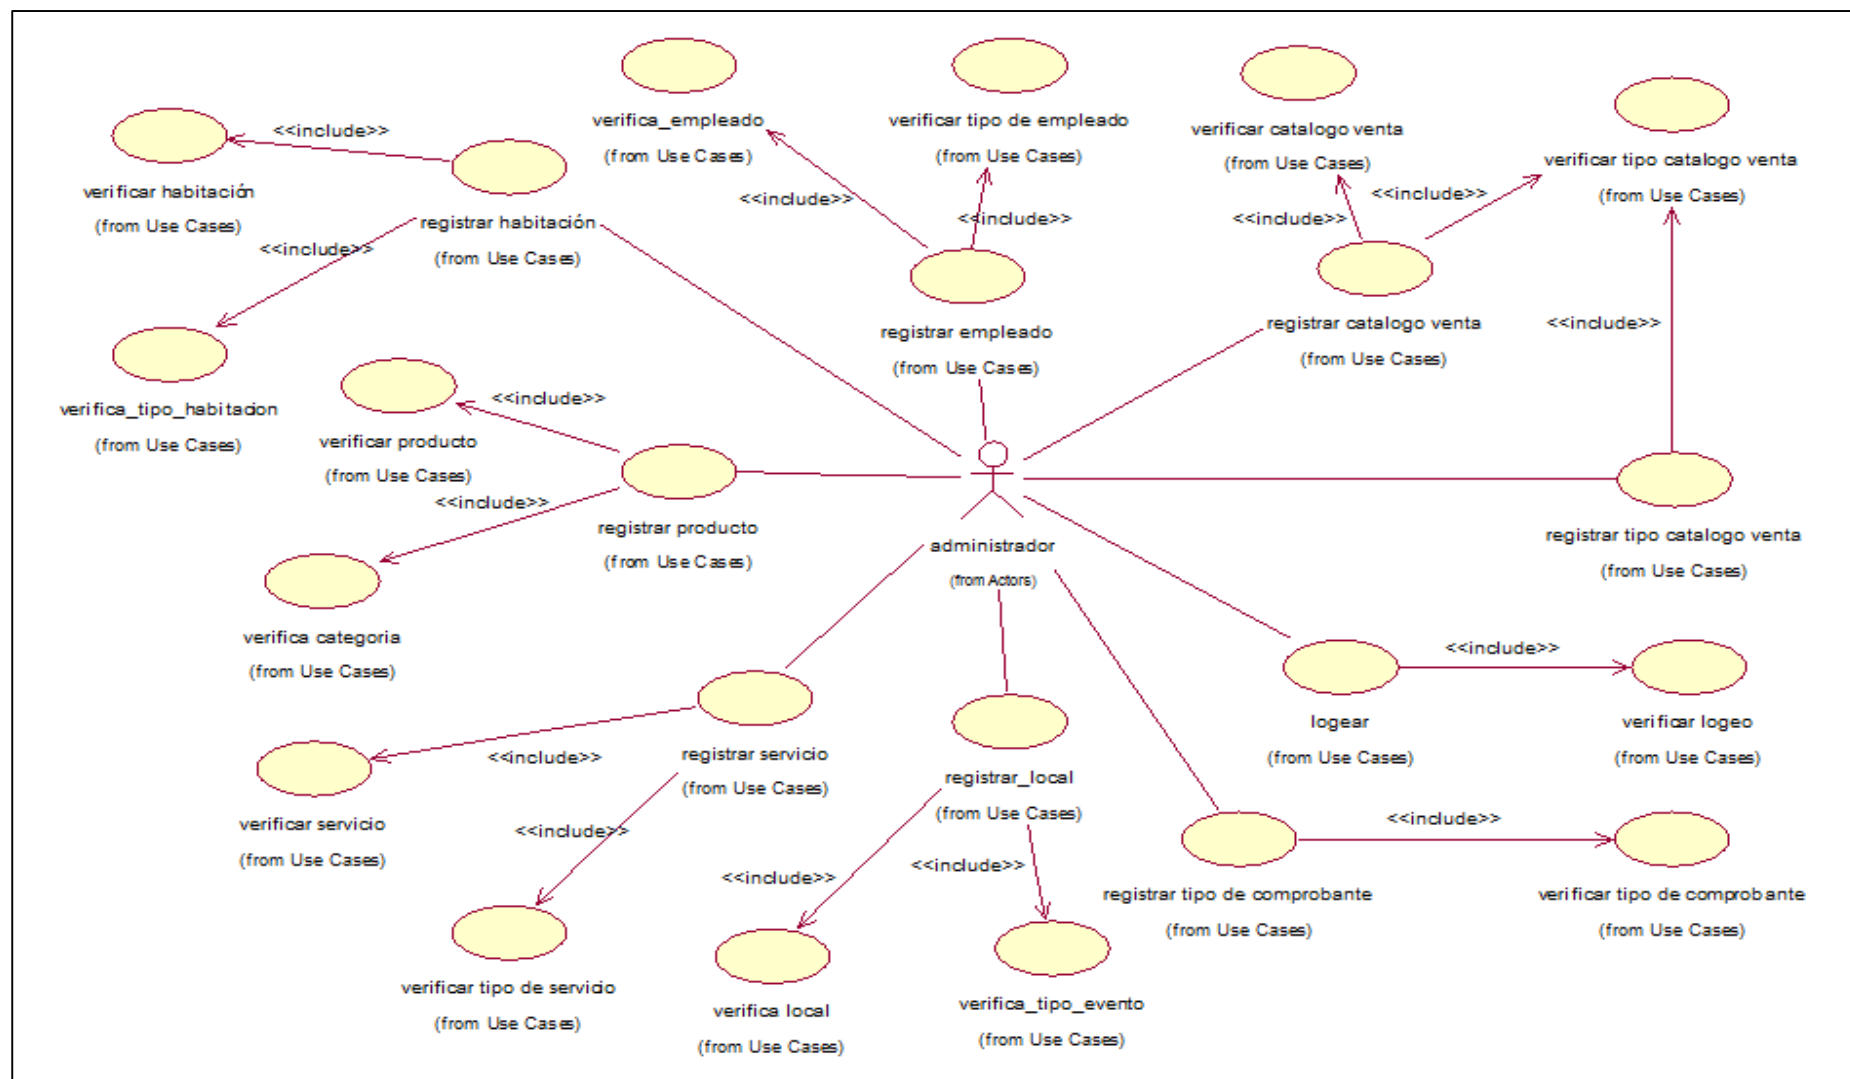 verifica_empleado
(from Use Cases)
verificar tipo de empleado
(from Use Cases)
verificar catalogo venta
(from Use Cases)
verificar tipo catalogo venta
(from Use Cases)
<<include>>
verificar habitación
(from Use Cases)
registrar habitación
(from Use Cases)
<<include>>
<<include>>
<<include>>
<<include>>
<<include>>
registrar empleado
(from Use Cases)
registrar catalogo venta
(from Use Cases)
<<include>>
verifica_tipo_habitacion
(from Use Cases)
<<include>>
verificar producto
(from Use Cases)
<<include>>
registrar producto
(from Use Cases)
administrador
(from Actors)
registrar tipo catalogo venta
(from Use Cases)
verifica categoria
(from Use Cases)
<<include>>
logear
(from Use Cases)
verificar logeo
(from Use Cases)
registrar servicio
(from Use Cases)
<<include>>
registrar_local
(from Use Cases)
verificar servicio
(from Use Cases)
<<include>>
<<include>>
<<include>>
<<include>>
registrar tipo de comprobante
(from Use Cases)
verificar tipo de comprobante
(from Use Cases)
verificar tipo de servicio
(from Use Cases)
verifica local
(from Use Cases)
verifica_tipo_evento
(from Use Cases)